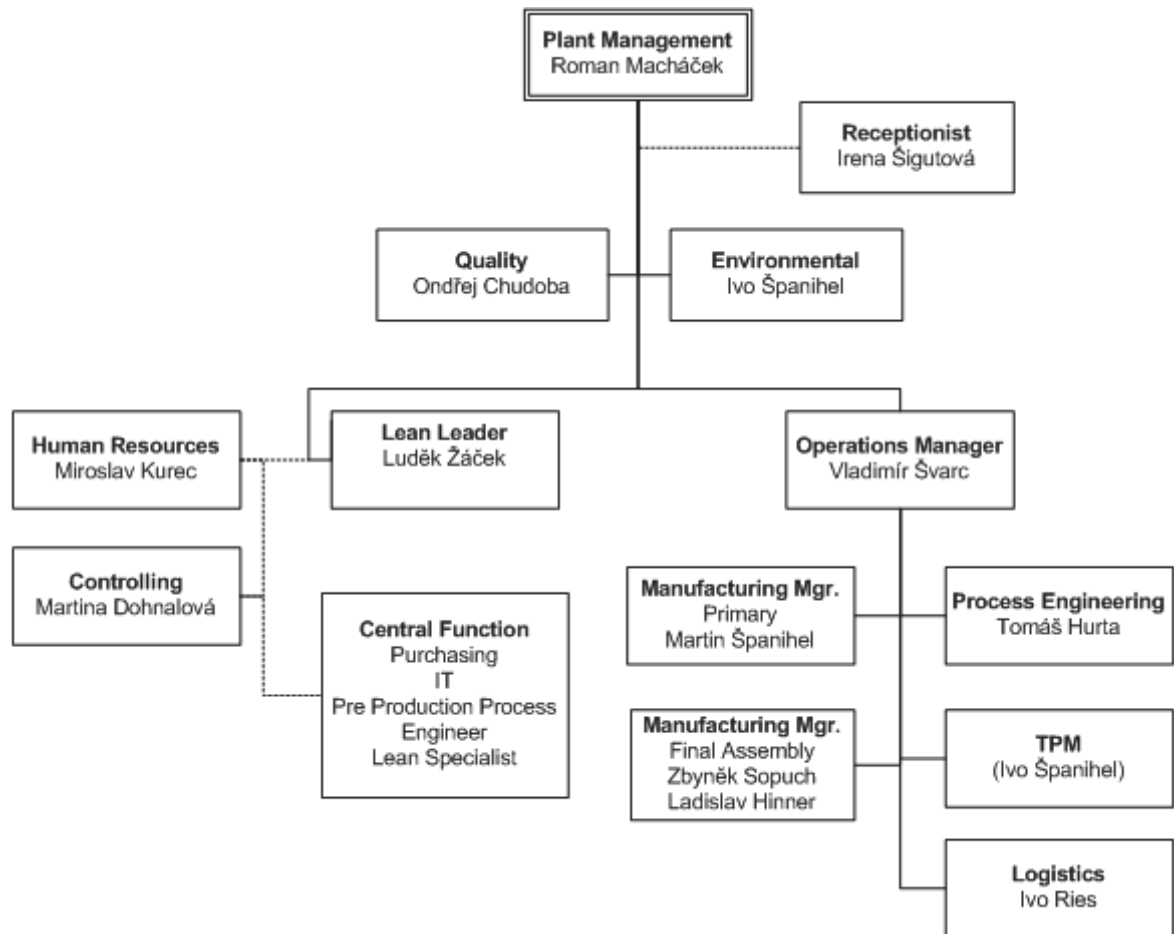 Plant Management
Roman Macháček
Receptionist
Irena Šigutová
Quality
Ondřej Chudoba
Environmental
Ivo Španihel
Human Resources
Miroslav Kurec
Lean Leader
Luděk Žáček
Operations Manager
Vladimír Švarc
Controlling
Martina Dohnalová
Central Function
Purchasing
IT
Pre Production Process
Engineer
Lean Specialist
Manufacturing Mgr.
Primary
Martin Španihel
Process Engineering
Tomáš Hurta
Manufacturing Mgr.
Final Assembly
Zbyněk Sopuch
Ladislav Hinner
TPM
(Ivo Španihel)
Logistics
Ivo Ries